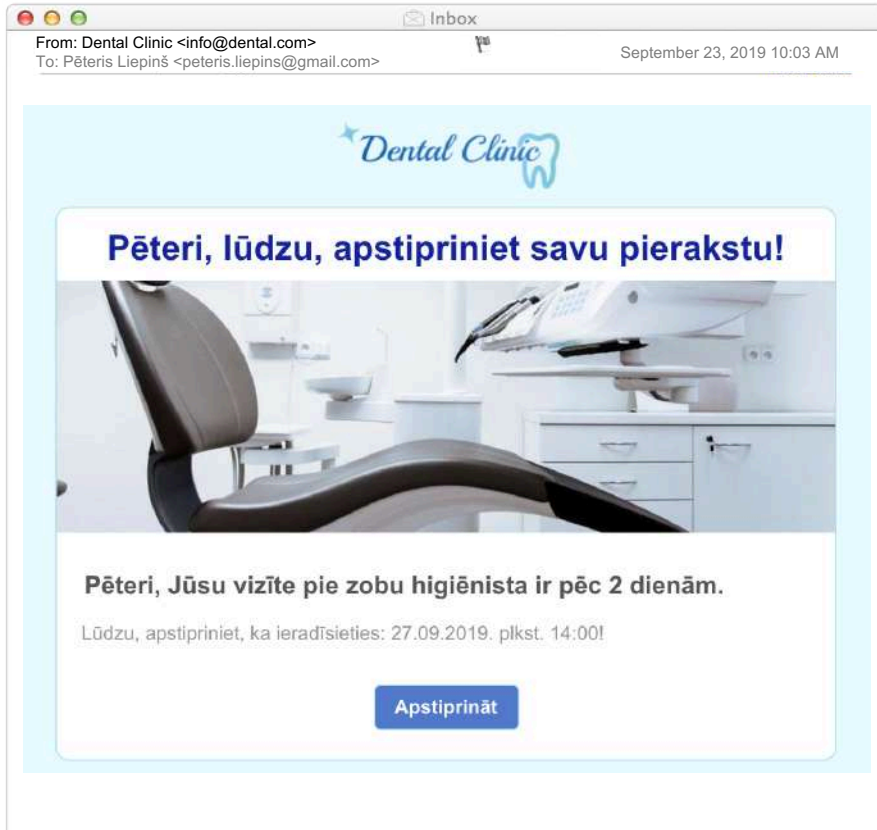 Inbox
From: Dental Clinic <info@dental.com>
To: Pēteris Liepinš <peteris.liepins@gmail.com>
September 23, 2019 10:03 AM
Dental Clinic
Pēteri, lūdzu, apstipriniet savu pierakstu!
Pēteri, Jūsu vizīte pie zobu higiēnista ir pēc 2 dienām.
Lūdzu, apstipriniet, ka ieradīsieties: 27.09.2019. plkst. 14:00!
Apstiprināt